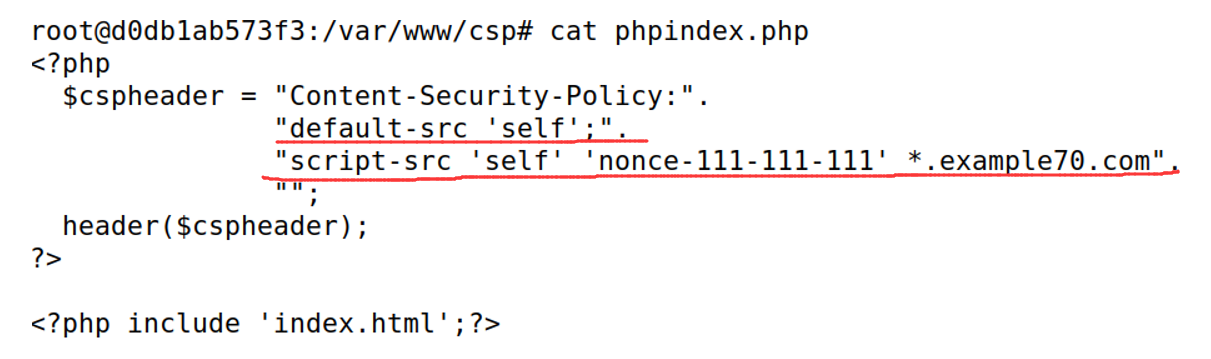 root@d0db1ab573f3:/var/www/csp# cat phpindex.php
<?php
  $cspheader = "Content-Security-Policy:".
               "default-src 'self';".
               "script-src 'self' 'nonce-111-111-111' *.example70.com".
               "";
  header($cspheader);
?>

<?php include 'index.html';?>